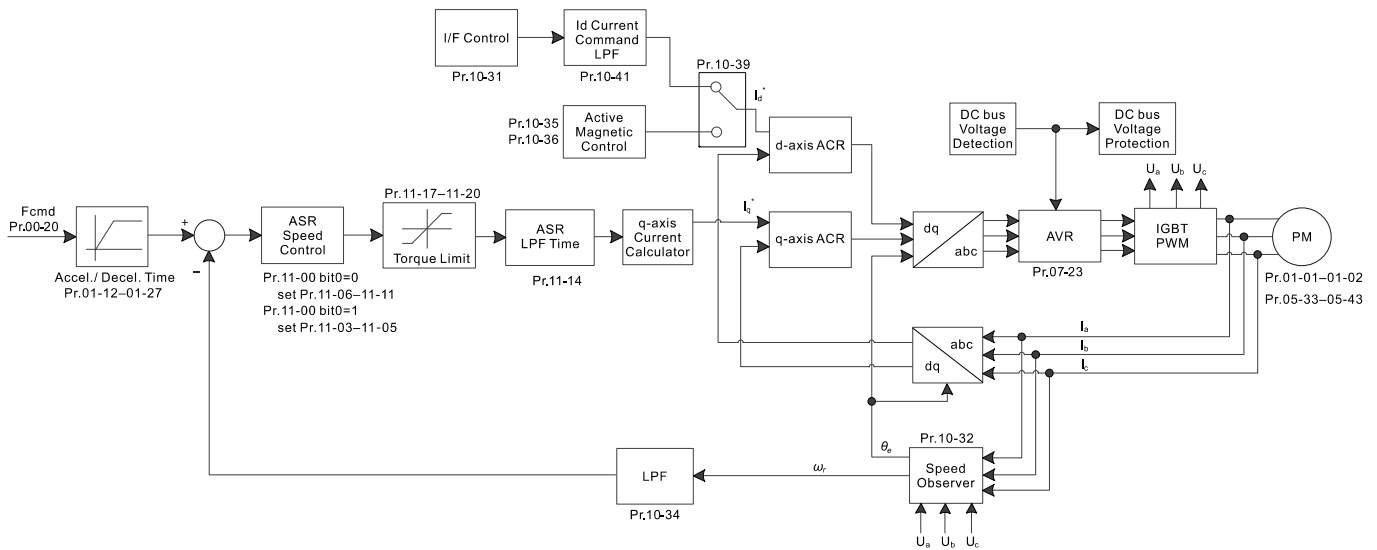 I/F Control
Pr.10-31
Id Current
Command
LPF
Pr.10-41
Pr.10-39
Id*
Pr.10-35
Pr.10-36
Active
Magnetic
Control
d-axis ACR
DC bus
Voltage
Detection
DC bus
Voltage
Protection
Ua Ub Uc
Fcmd
Pr.00-20
Accel./ Decel. Time
Pr.01-12–01-27
+
–
ASR
Speed
Control
Pr.11-00 bit0=0
set Pr.11-06–11-11
Pr.11-00 bit0=1
set Pr.11-03–11-05
Pr.11-17–11-20
Torque Limit
ASR
LPF Time
Pr.11-14
q-axis
Current
Calculator
Iq*
q-axis ACR
dq
abc
AVR
Pr.07-23
IGBT
PWM
PM
Pr.01-01–01-02
Pr.05-33–05-43
abc
dq
Ia
Ib
Ic
θe
Pr.10-32
Speed
Observer
Ua Ub Uc
ωr
LPF
Pr.10-34